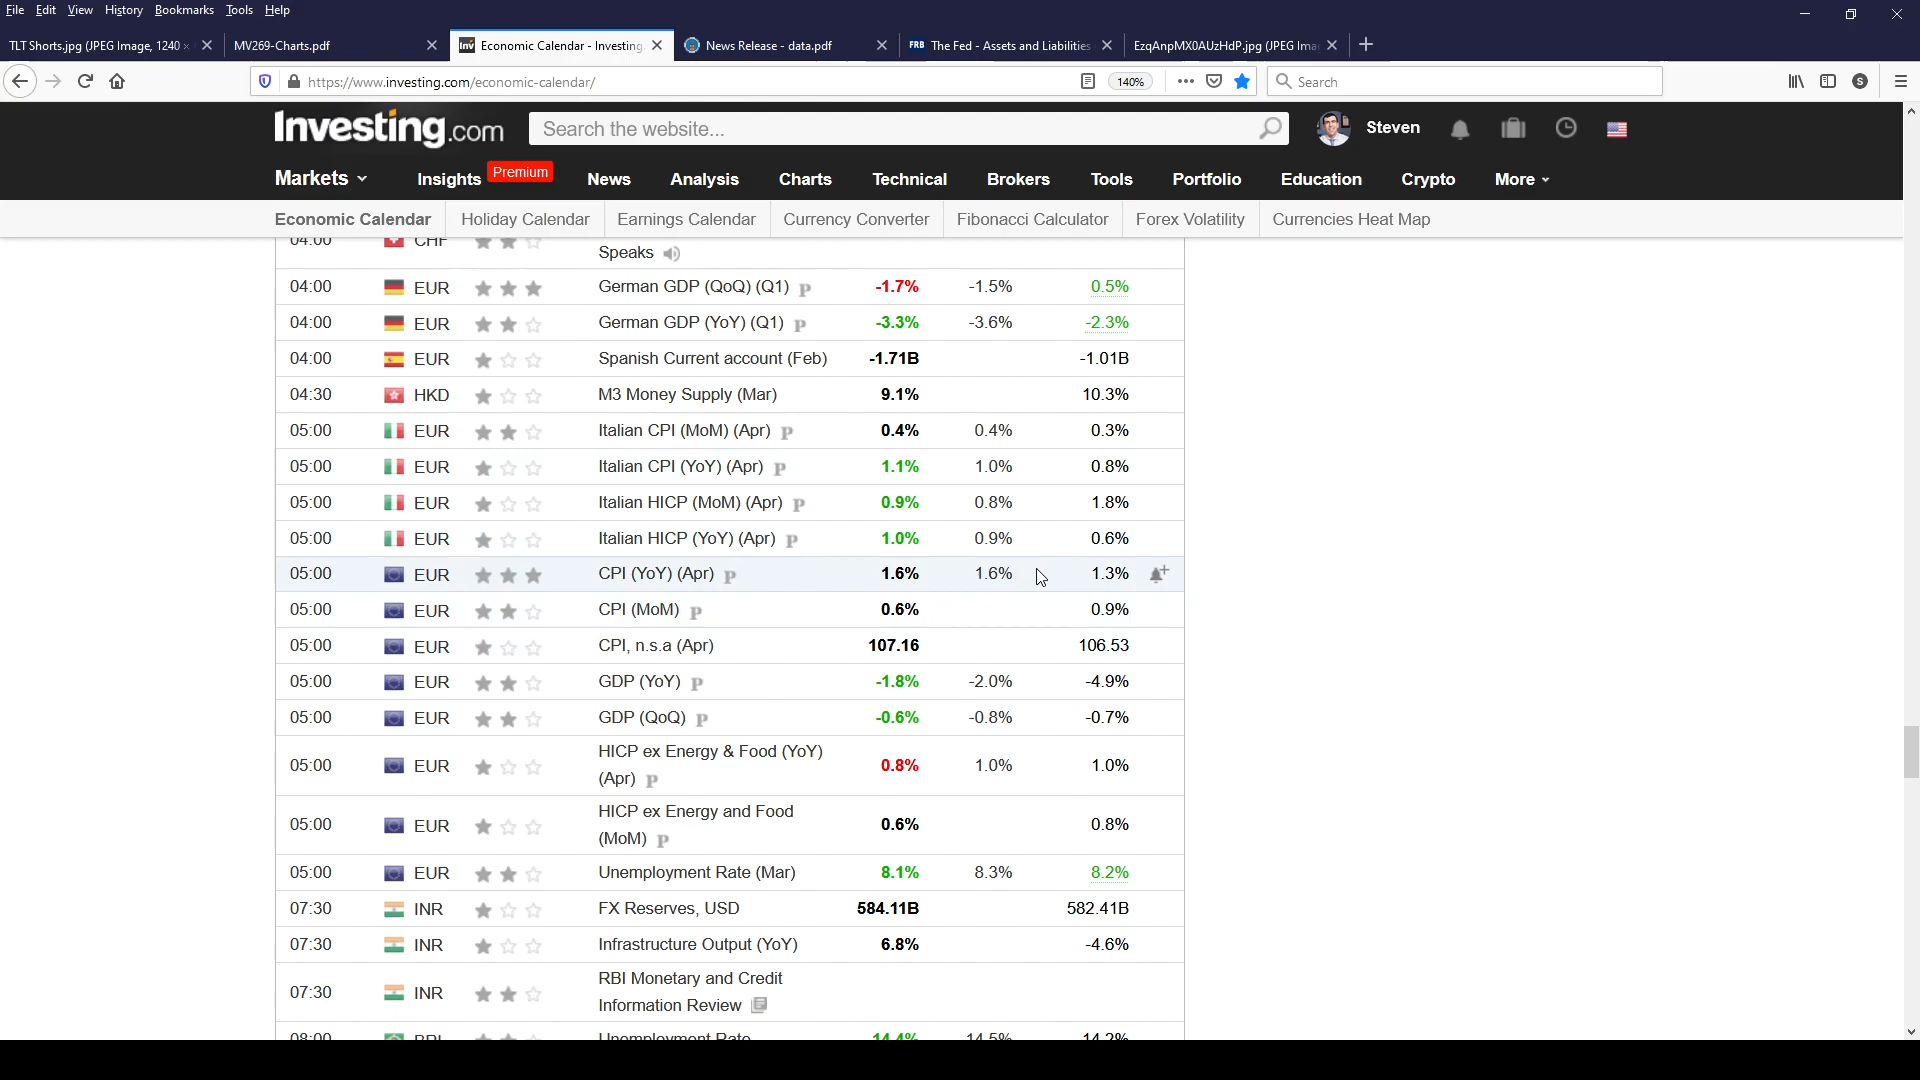 File Edit View History Bookmarks Tools Help
TLT Shorts.jpg (JPEG Image, 1240 × MV269-Charts.pdf Economic Calendar - Investing News Release - data.pdf The Fed - Assets and Liabilities EzqAnpMX0AUzHdP.jpg (JPEG Ima
https://www.investing.com/economic-calendar/ 140% Search
Investing.com Search the website... Steven
Markets Insights Premium News Analysis Charts Technical Brokers Tools Portfolio Education Crypto More
Economic Calendar Holiday Calendar Earnings Calendar Currency Converter Fibonacci Calculator Forex Volatility Currencies Heat Map
04:00 CHF
Speaks
04:00 EUR German GDP (QoQ) (Q1) P -1.7% -1.5% 0.5%
04:00 EUR German GDP (YoY) (Q1) P -3.3% -3.6% -2.3%
04:00 EUR Spanish Current account (Feb) -1.71B -1.01B
04:30 HKD M3 Money Supply (Mar) 9.1% 10.3%
05:00 EUR Italian CPI (MoM) (Apr) P 0.4% 0.4% 0.3%
05:00 EUR Italian CPI (YoY) (Apr) P 1.1% 1.0% 0.8%
05:00 EUR Italian HICP (MoM) (Apr) P 0.9% 0.8% 1.8%
05:00 EUR Italian HICP (YoY) (Apr) P 1.0% 0.9% 0.6%
05:00 EUR CPI (YoY) (Apr) P 1.6% 1.6% 1.3%
05:00 EUR CPI (MoM) P 0.6% 0.9%
05:00 EUR CPI, n.s.a (Apr) 107.16 106.53
05:00 EUR GDP (YoY) P -1.8% -2.0% -4.9%
05:00 EUR GDP (QoQ) P -0.6% -0.8% -0.7%
05:00 EUR HICP ex Energy & Food (YoY)
(Apr) P 0.8% 1.0% 1.0%
05:00 EUR HICP ex Energy and Food
(MoM) P 0.6% 0.8%
05:00 EUR Unemployment Rate (Mar) 8.1% 8.3% 8.2%
07:30 INR FX Reserves, USD 584.11B 582.41B
07:30 INR Infrastructure Output (YoY) 6.8% -4.6%
07:30 INR RBI Monetary and Credit
Information Review
08:00 BRL Unemployment Rate 14.4% 14.5% 14.2%